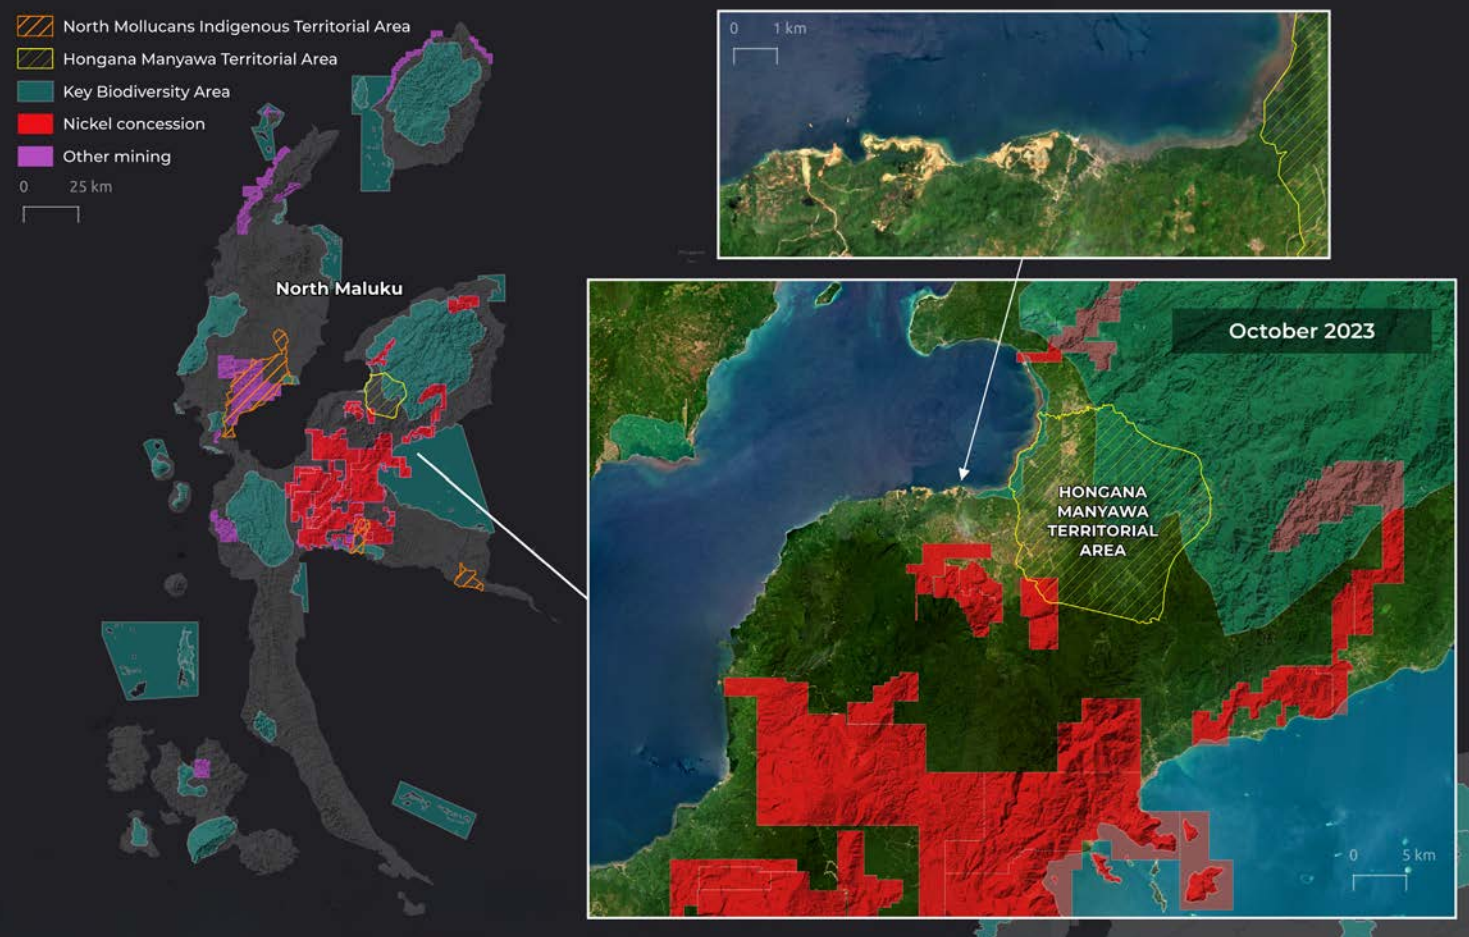 North Mollucans Indigenous Territorial Area
Hongana Manyawa Territorial Area
Key Biodiversity Area
Nickel concession
Other mining
0 25 km
North Maluku
0 1 km
October 2023
HONGANA
MANYAWA
TERRITORIAL
AREA
0 5 km